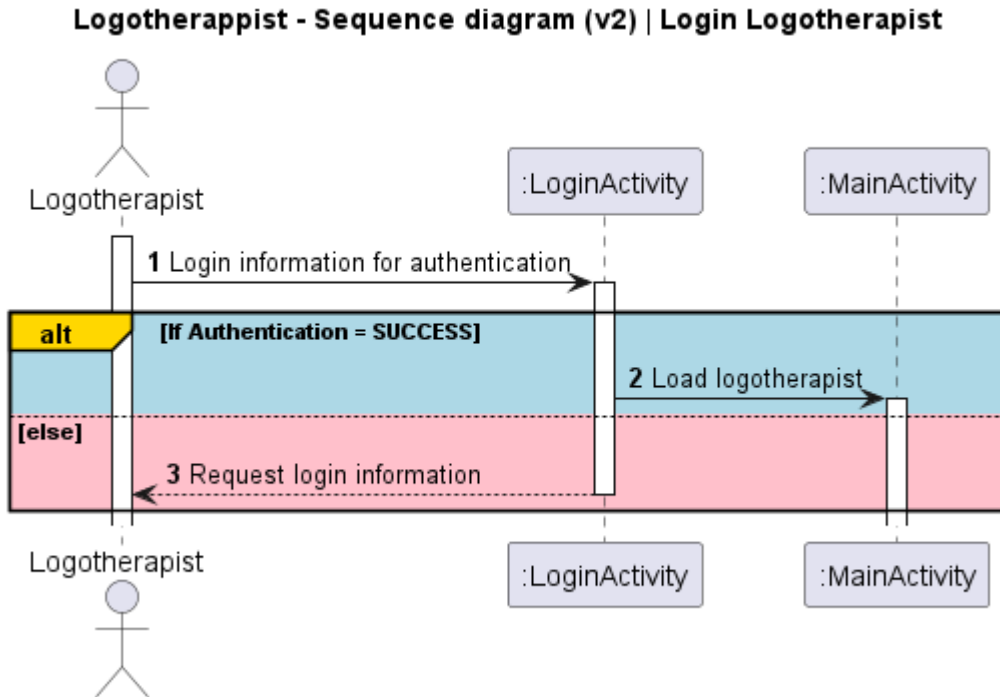 Logotherappist - Sequence diagram (v2) | Login Logotherapist
Logotherapist
:LoginActivity
:MainActivity
1 Login information for authentication
alt
[If Authentication = SUCCESS]
2 Load logotherapist
[else]
3 Request login information
Logotherapist
:LoginActivity
:MainActivity